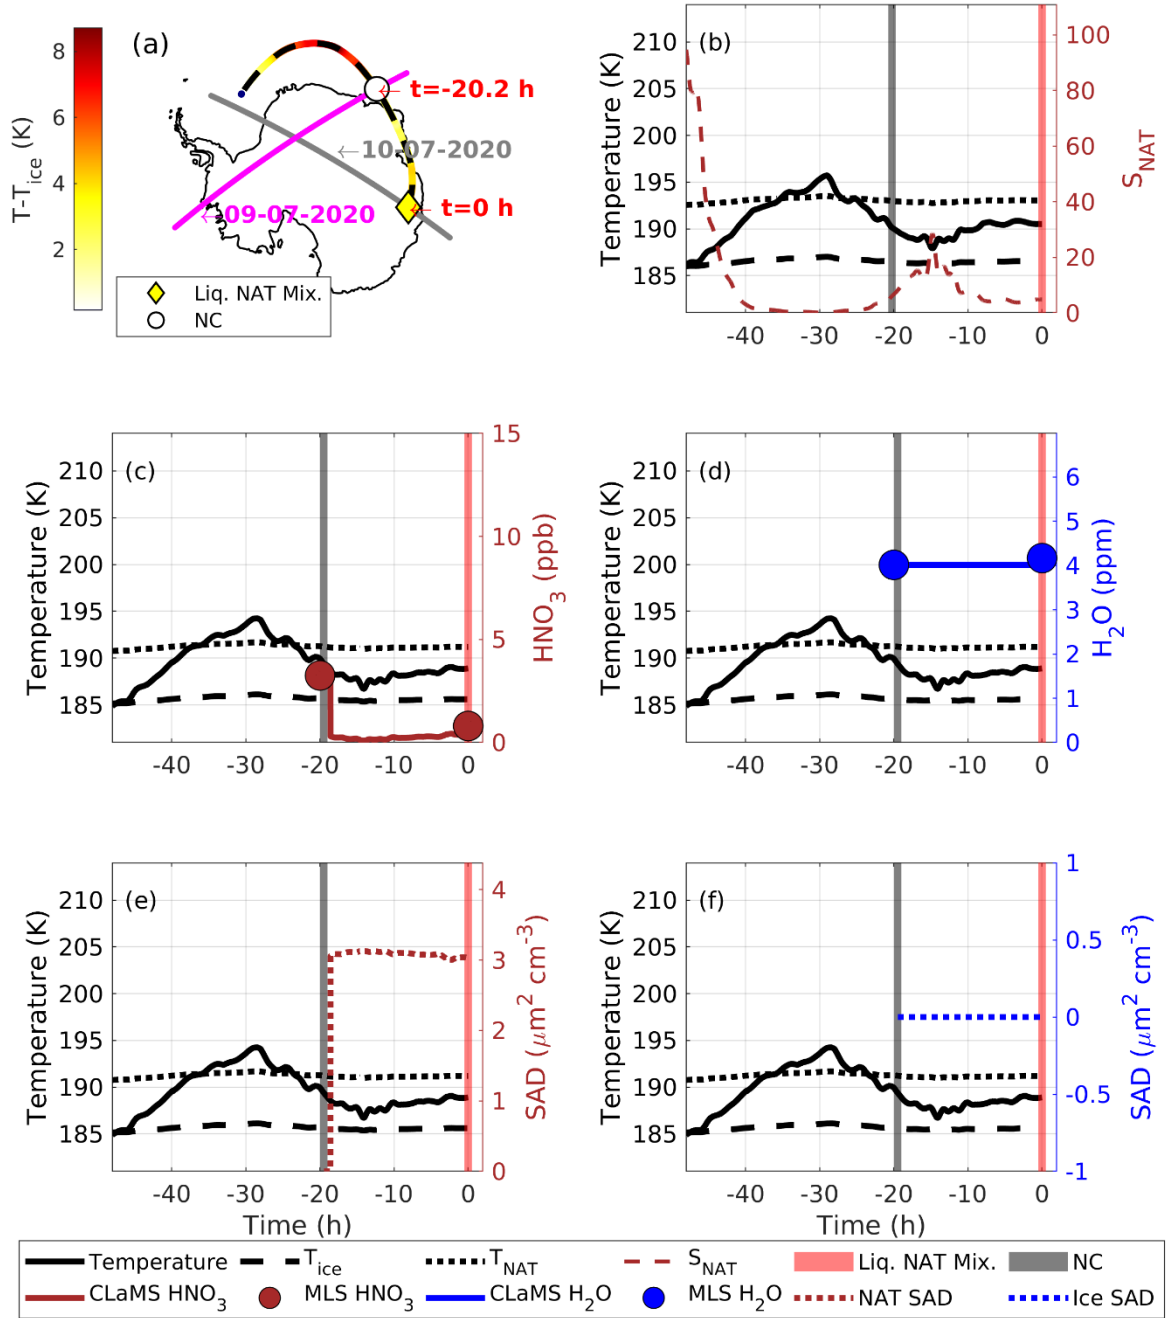 (a)
8
6
4
2
T-T_ice (K)
← t=-20.2 h
←10-07-2020
←09-07-2020
← t=0 h
Liq. NAT Mix.
NC
(b)
210
205
200
195
190
185
Temperature (K)
100
80
60
40
20
0
S_NAT
-40 -30 -20 -10 0
(c)
210
205
200
195
190
185
Temperature (K)
15
10
5
0
HNO_3 (ppb)
-40 -30 -20 -10 0
(d)
210
205
200
195
190
185
Temperature (K)
6
5
4
3
2
1
0
H_2O (ppm)
-40 -30 -20 -10 0
(e)
210
205
200
195
190
185
Temperature (K)
4
3
2
1
0
SAD (μm² cm⁻³)
-40 -30 -20 -10 0
Time (h)
(f)
210
205
200
195
190
185
Temperature (K)
1
0.5
0
-0.5
-1
SAD (μm² cm⁻³)
-40 -30 -20 -10 0
Time (h)
Temperature T_ice T_NAT S_NAT Liq. NAT Mix. NC
CLaMS HNO_3 MLS HNO_3 CLaMS H_2O MLS H_2O NAT SAD Ice SAD